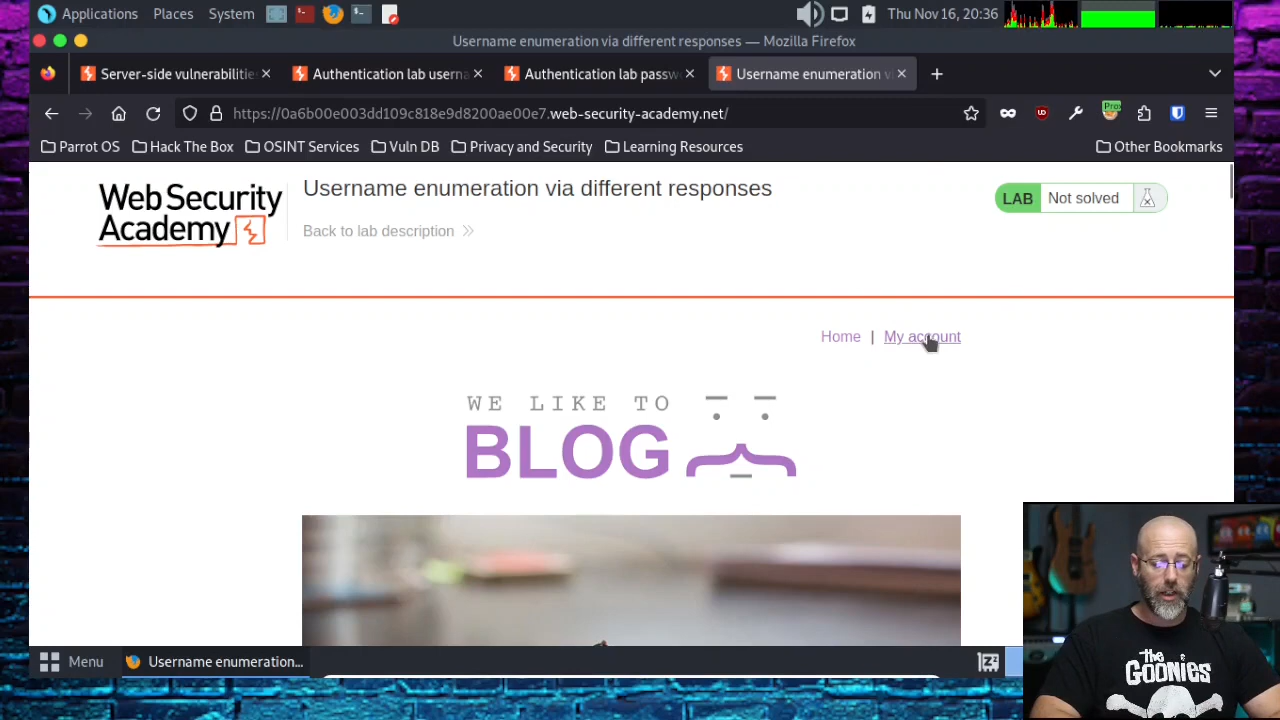 Applications Places System Thu Nov 16, 20:36
Username enumeration via different responses — Mozilla Firefox
Server-side vulnerabilities Authentication lab userna Authentication lab passw Username enumeration v
https://0a6b00e003dd109c818e9d8200ae00e7.web-security-academy.net/
Parrot OS Hack The Box OSINT Services Vuln DB Privacy and Security Learning Resources Other Bookmarks
Web Security
Academy
Username enumeration via different responses
Back to lab description
LAB Not solved
Home | My account
WE LIKE TO
BLOG
the
GOONIES
Menu Username enumeration...